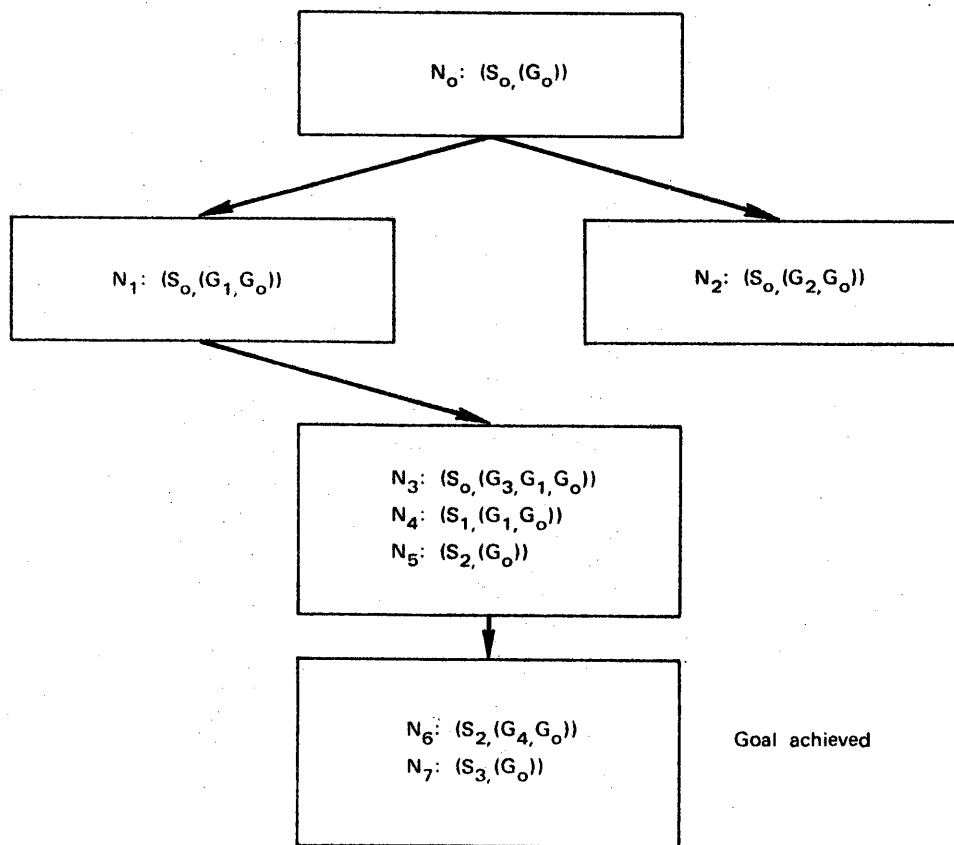 N₀: (S₀,(G₀))
N₁: (S₀,(G₁,G₀))
N₂: (S₀,(G₂,G₀))
N₃: (S₀,(G₃,G₁,G₀))
N₄: (S₁,(G₁,G₀))
N₅: (S₂,(G₀))
N₆: (S₂,(G₄,G₀))
N₇: (S₃,(G₀))
Goal achieved